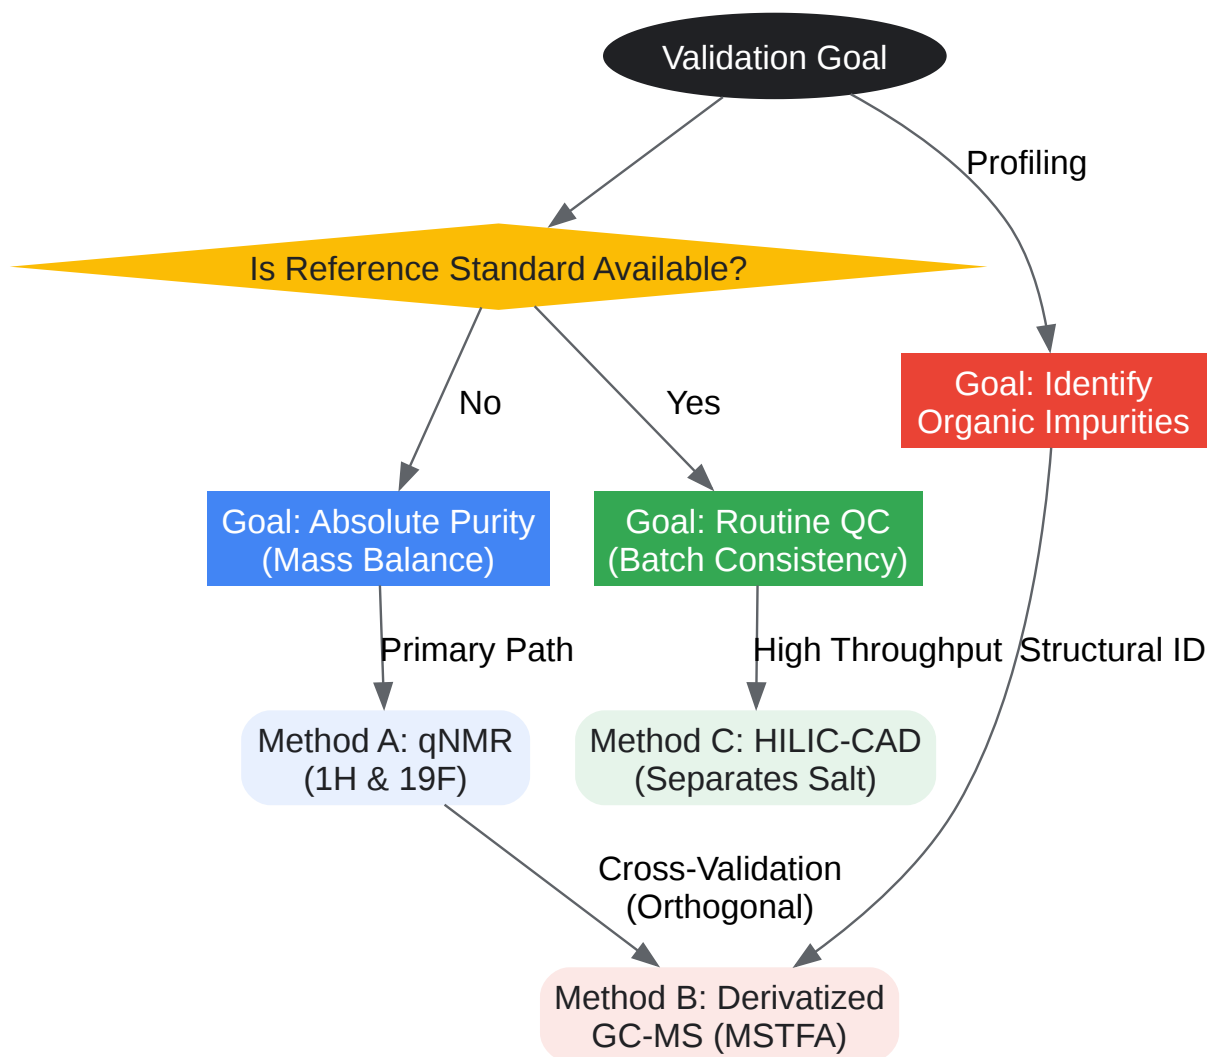 Validation Goal
Profiling
Is Reference Standard Available?
No
Yes
Goal: Identify
Organic Impurities
Goal: Absolute Purity
(Mass Balance)
Goal: Routine QC
(Batch Consistency)
Primary Path
High Throughput
Structural ID
Method A: qNMR
(1H & 19F)
Method C: HILIC-CAD
(Separates Salt)
Cross-Validation
(Orthogonal)
Method B: Derivatized
GC-MS (MSTFA)